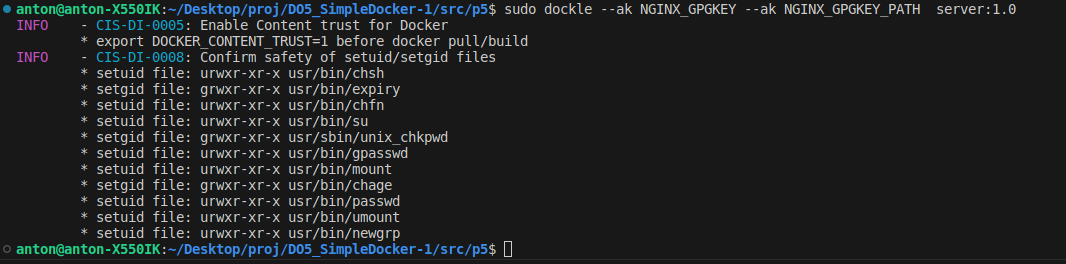 anton@anton-X550IK:~/Desktop/proj/DO5_SimpleDocker-1/src/p5$ sudo dockle --ak NGINX_GPGKEY --ak NGINX_GPGKEY_PATH  server:1.0
INFO    - CIS-DI-0005: Enable Content trust for Docker
        * export DOCKER_CONTENT_TRUST=1 before docker pull/build
INFO    - CIS-DI-0008: Confirm safety of setuid/setgid files
        * setuid file: urwxr-xr-x usr/bin/chsh
        * setgid file: grwxr-xr-x usr/bin/expiry
        * setuid file: urwxr-xr-x usr/bin/chfn
        * setuid file: urwxr-xr-x usr/bin/su
        * setgid file: grwxr-xr-x usr/sbin/unix_chkpwd
        * setuid file: urwxr-xr-x usr/bin/gpasswd
        * setuid file: urwxr-xr-x usr/bin/mount
        * setgid file: grwxr-xr-x usr/bin/chage
        * setuid file: urwxr-xr-x usr/bin/passwd
        * setuid file: urwxr-xr-x usr/bin/umount
        * setuid file: urwxr-xr-x usr/bin/newgrp
anton@anton-X550IK:~/Desktop/proj/DO5_SimpleDocker-1/src/p5$